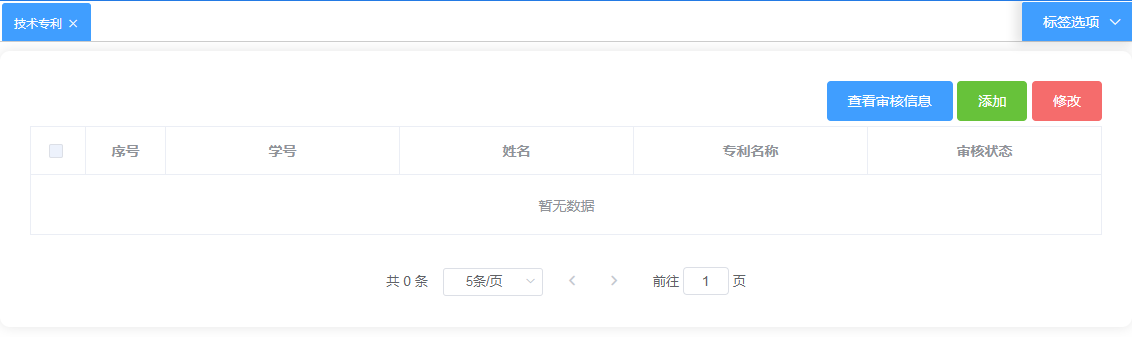 技术专利
标签选项
查看审核信息 添加 修改
序号 学号 姓名 专利名称 审核状态
暂无数据
共 0 条 5条/页 前往 1 页